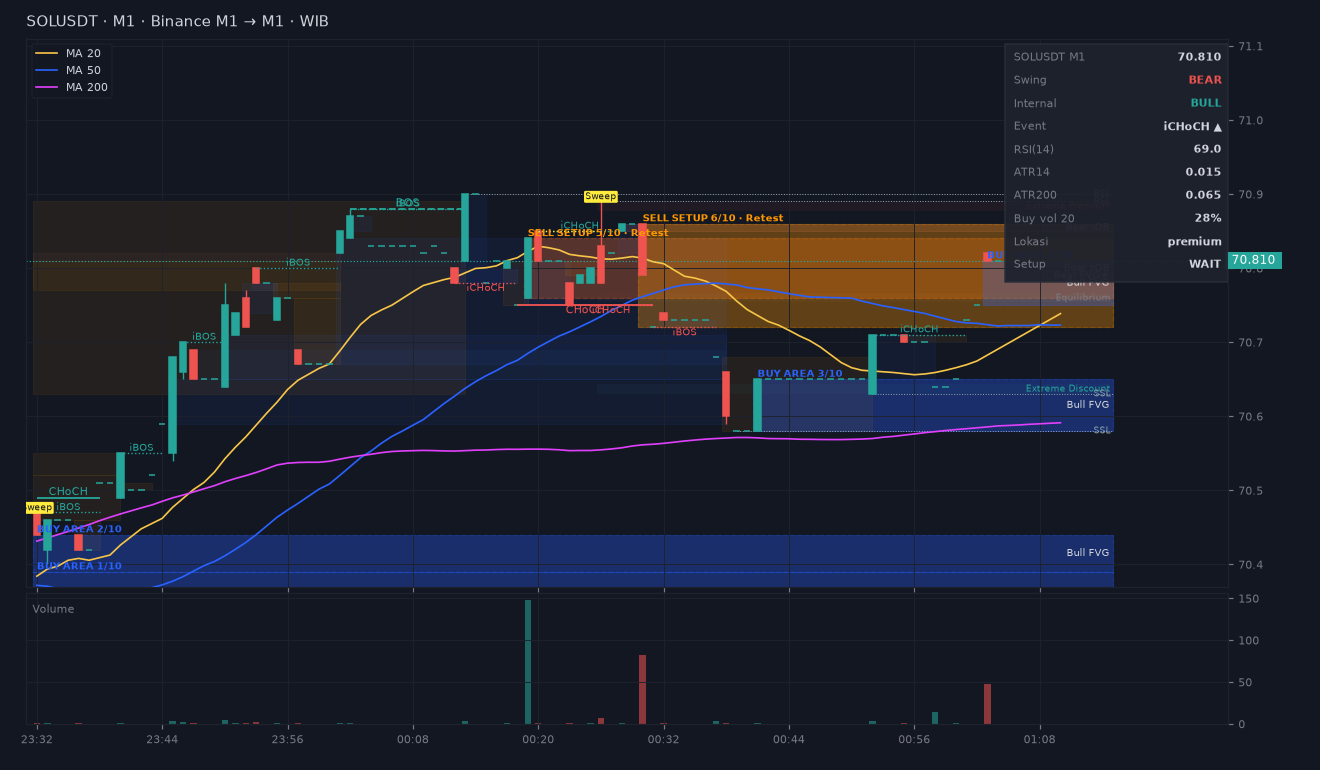 SOLUSDT · M1 · Binance M1 → M1 · WIB
MA 20
MA 50
MA 200
SOLUSDT M1 70.810
Swing BEAR
Internal BULL
Event iCHoCH ▲
RSI(14) 69.0
ATR14 0.015
ATR200 0.065
Buy vol 20 28%
Lokasi premium
Setup WAIT
71.1
71.0
70.9
70.810
70.7
70.6
70.5
70.4
Sweep
SELL SETUP 6/10 · Retest
iCHoCH
SELL SETUP 5/10 · Retest
iBOS
iBOS
iCHoCH
CHoCH
iBOS
iCHoCH
Bull FVG
Equilibrium
iBOS
BUY AREA 3/10
Extreme Discount
SSL
Bull FVG
SSL
iBOS
CHoCH
weep
iBOS
BUY AREA 2/10
Bull FVG
BUY AREA 1/10
Volume
150
100
50
0
23:32
23:44
23:56
00:08
00:20
00:32
00:44
00:56
01:08